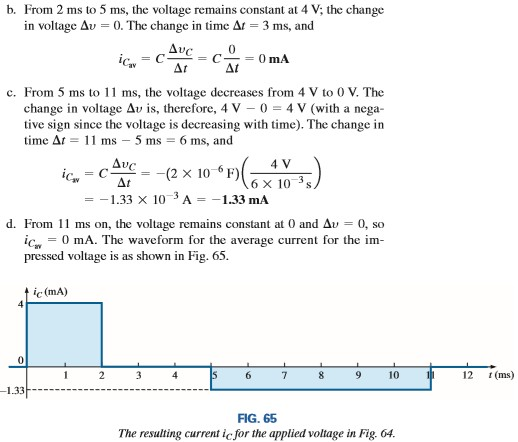 b. From 2 ms to 5 ms, the voltage remains constant at 4 V; the change
in voltage Δv = 0. The change in time Δt = 3 ms, and
iCav = C ΔvC/Δt = C 0/Δt = 0 mA
c. From 5 ms to 11 ms, the voltage decreases from 4 V to 0 V. The
change in voltage Δv is, therefore, 4 V − 0 = 4 V (with a nega-
tive sign since the voltage is decreasing with time). The change in
time Δt = 11 ms − 5 ms = 6 ms, and
iCav = C ΔvC/Δt = −(2 × 10⁻⁶ F)(4 V/6 × 10⁻³ s)
= −1.33 × 10⁻³ A = −1.33 mA
d. From 11 ms on, the voltage remains constant at 0 and Δv = 0, so
iCav = 0 mA. The waveform for the average current for the im-
pressed voltage is as shown in Fig. 65.
iC (mA)
4
0
1 2 3 4 5 6 7 8 9 10 11 12 t (ms)
−1.33
FIG. 65
The resulting current iC for the applied voltage in Fig. 64.